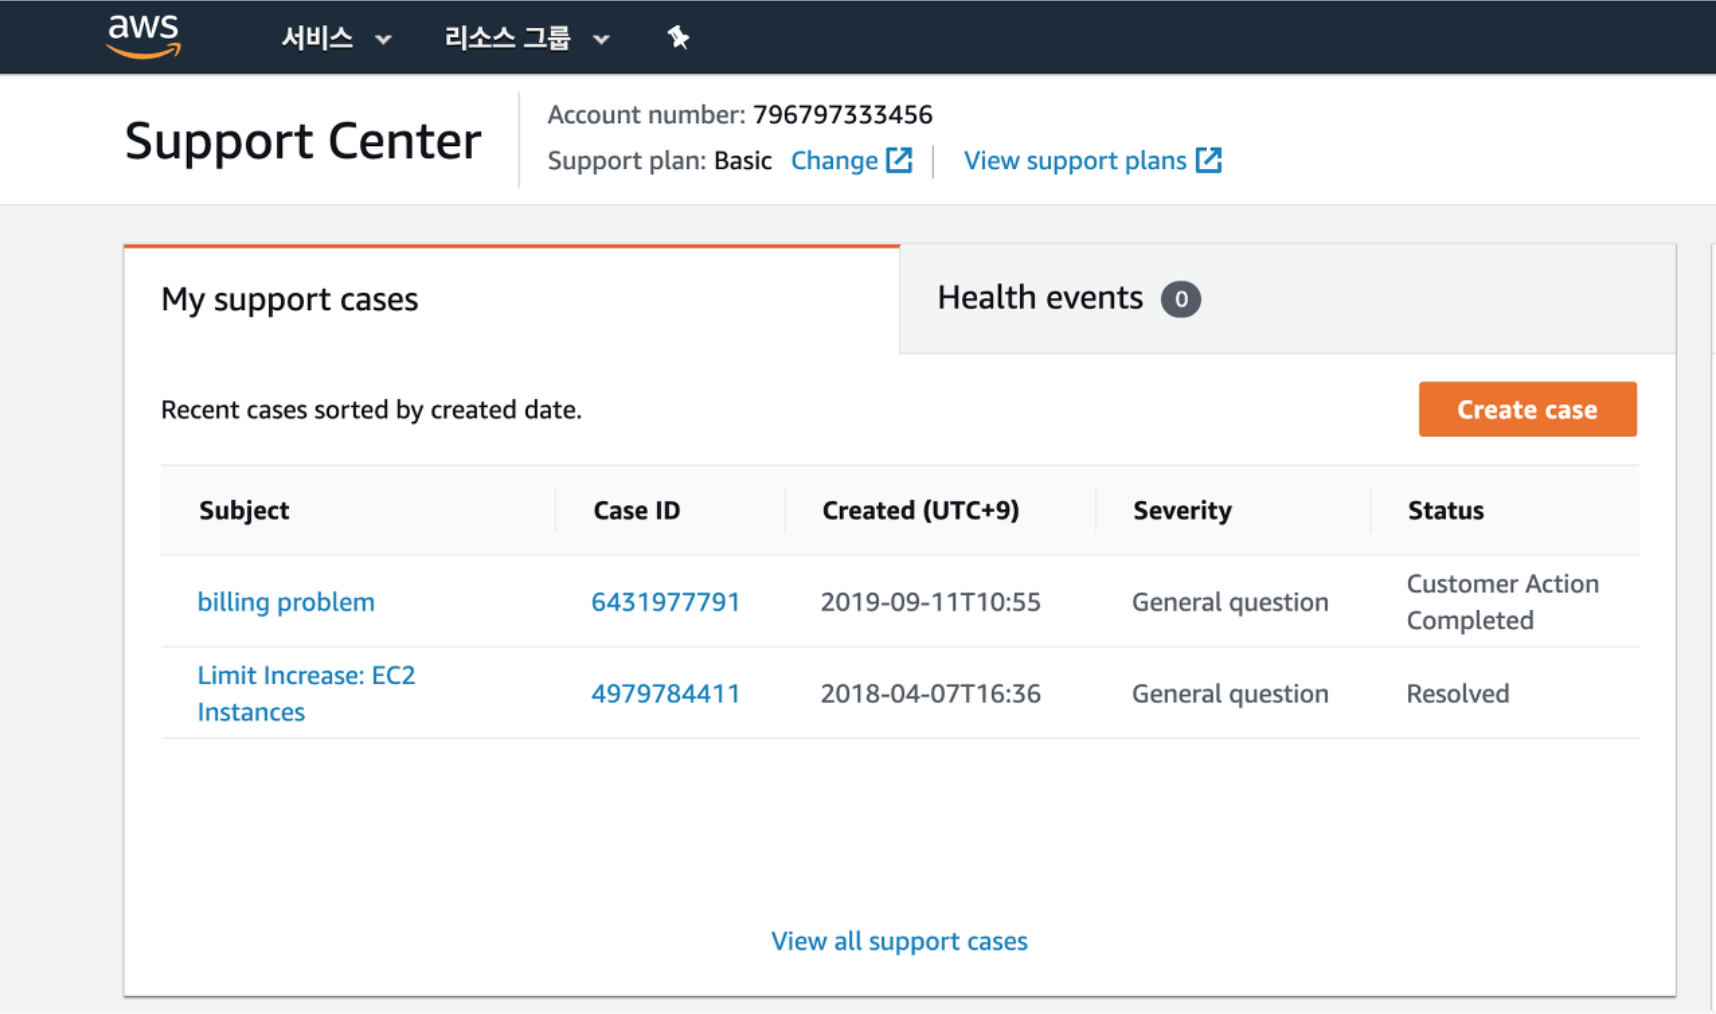 aws 서비스 리소스 그룹
Support Center
Account number: 796797333456
Support plan: Basic Change View support plans
My support cases
Health events 0
Recent cases sorted by created date.
Create case
Subject Case ID Created (UTC+9) Severity Status
billing problem 6431977791 2019-09-11T10:55 General question Customer Action
Completed
Limit Increase: EC2
Instances 4979784411 2018-04-07T16:36 General question Resolved
View all support cases